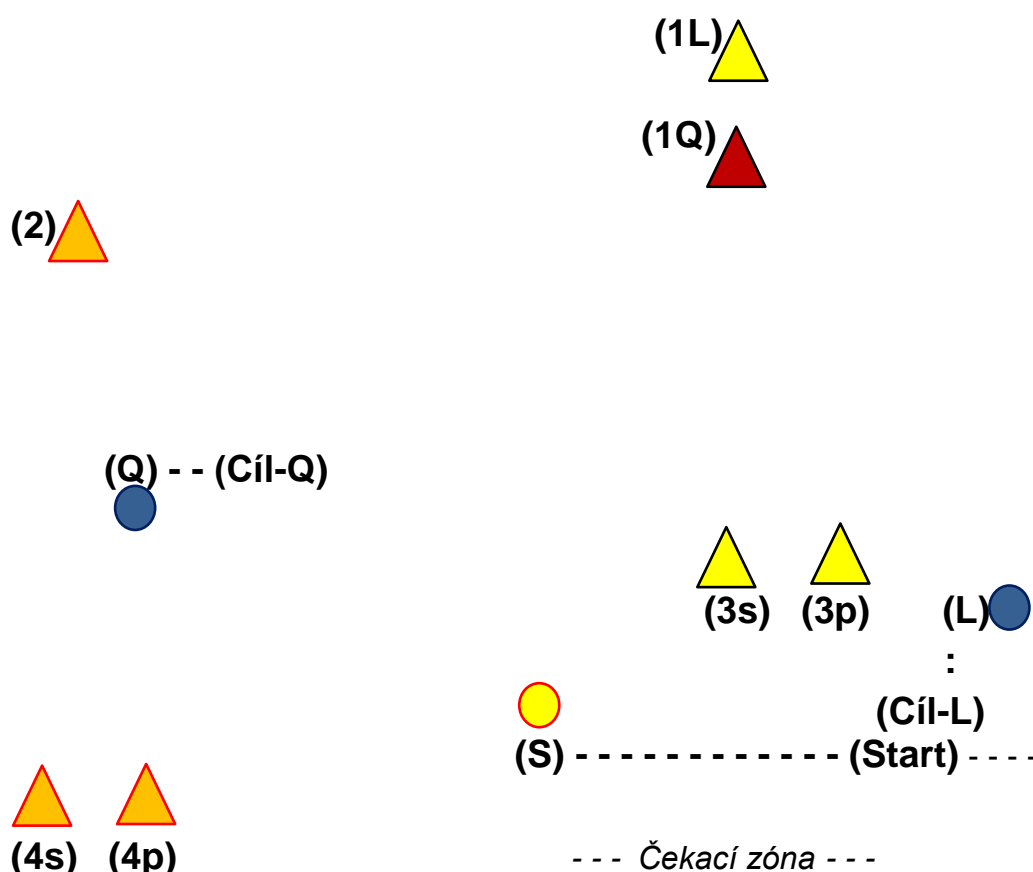 (1L)
(1Q)
(2)
(Q) - - (Cíl-Q)
(3s) (3p) (L)
:
(Cíl-L)
(S) - - - - - - - - - - - - (Start) - - - -
(4s) (4p) - - - Čekací zóna - - -